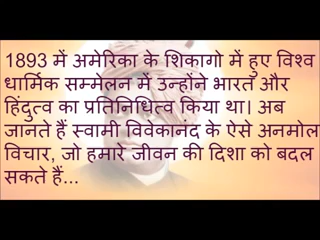 1893 में अमेरिका के शिकागो में हुए विश्व
धार्मिक सम्मेलन में उन्होंने भारत और
हिंदुत्व का प्रतिनिधित्व किया था। अब
जानते हैं स्वामी विवेकानंद के ऐसे अनमोल
विचार, जो हमारे जीवन की दिशा को बदल
सकते हैं...